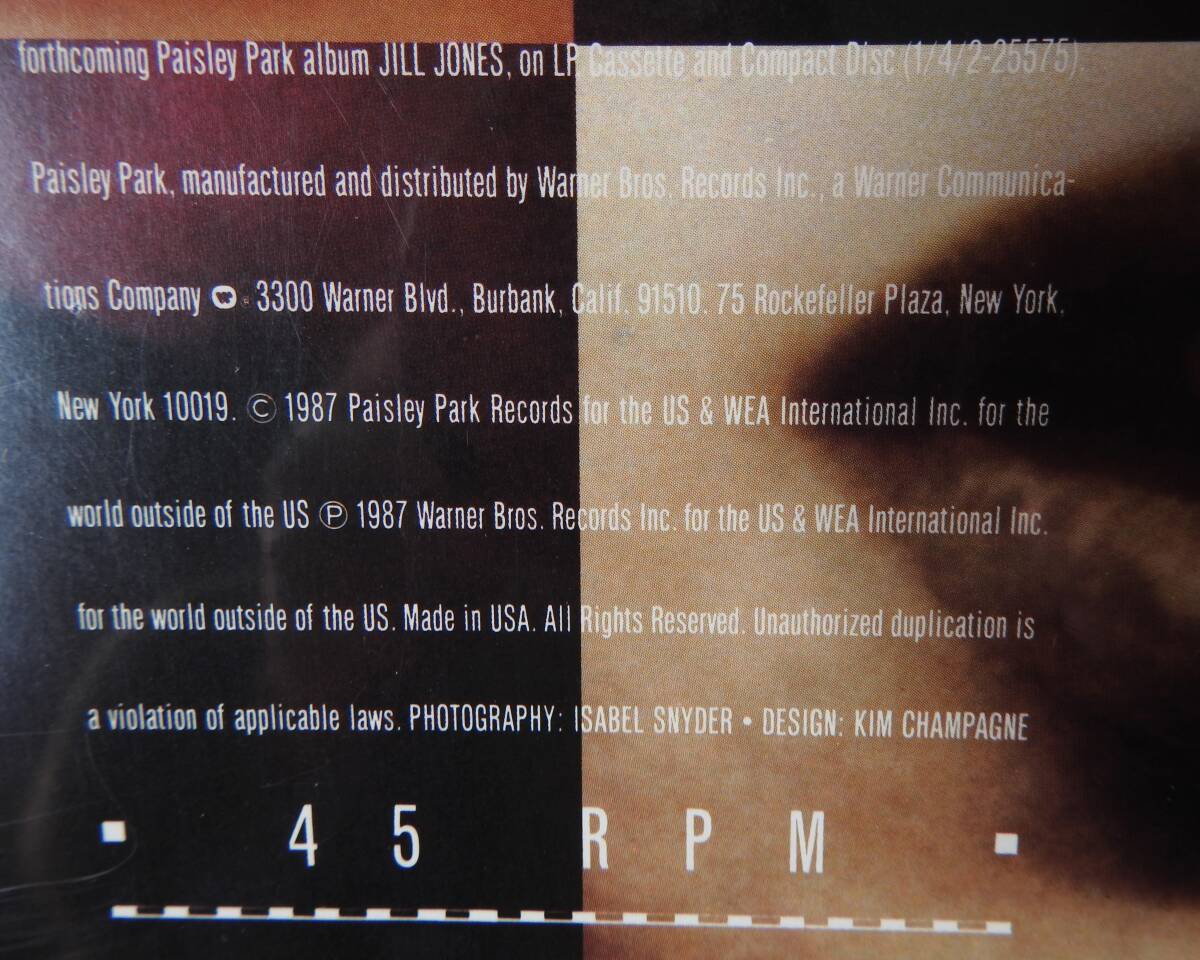 forthcoming Paisley Park album JILL JONES, on LP, Cassette and Compact Disc (1/4/2-25575).
Paisley Park, manufactured and distributed by Warner Bros. Records Inc., a Warner Communica-
tions Company 3300 Warner Blvd., Burbank, Calif. 91510. 75 Rockefeller Plaza, New York,
New York 10019. © 1987 Paisley Park Records for the US & WEA International Inc. for the
world outside of the US ℗ 1987 Warner Bros. Records Inc. for the US & WEA International Inc.
for the world outside of the US. Made in USA. All Rights Reserved. Unauthorized duplication is
a violation of applicable laws. PHOTOGRAPHY: ISABEL SNYDER • DESIGN: KIM CHAMPAGNE
45 RPM